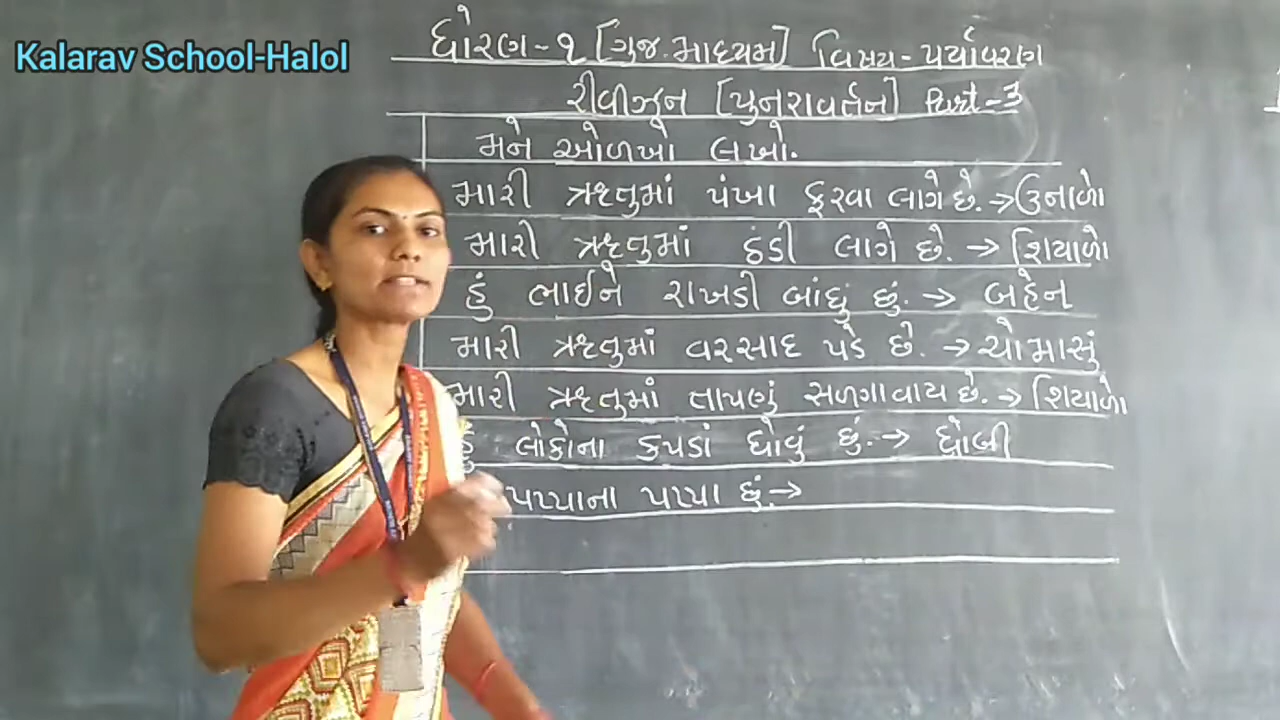 Kalarav School-Halol
ધોરણ-૧ [ગુજ.માધ્યમ] વિષય-પર્યાવરણ
રીવીઝન [પુનરાવર્તન] -૩
મને ઓળખો લખો.
મારી ઋતુમાં પંખા ફરવા લાગે છે.→ઉનાળો
મારી ઋતુમાં ઠંડી લાગે છે. → શિયાળો
હું ભાઈને રાખડી બાંધું છું. → બહેન
મારી ઋતુમાં વરસાદ પડે છે. → ચોમાસું
મારી ઋતુમાં તાપણું સળગાવાય છે. → શિયાળો
હું લોકોના કપડાં ધોવું છું. → ધોબી
પપ્પાના પપ્પા છું.→